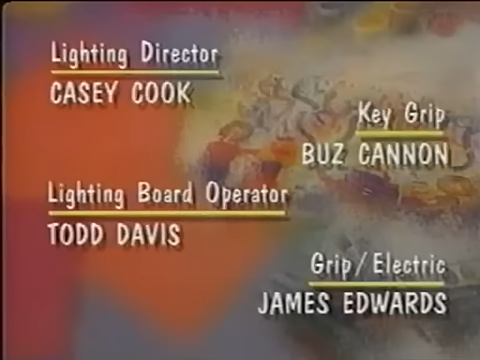 Lighting Director
CASEY COOK
Key Grip
BUZ CANNON
Lighting Board Operator
TODD DAVIS
Grip/Electric
JAMES EDWARDS